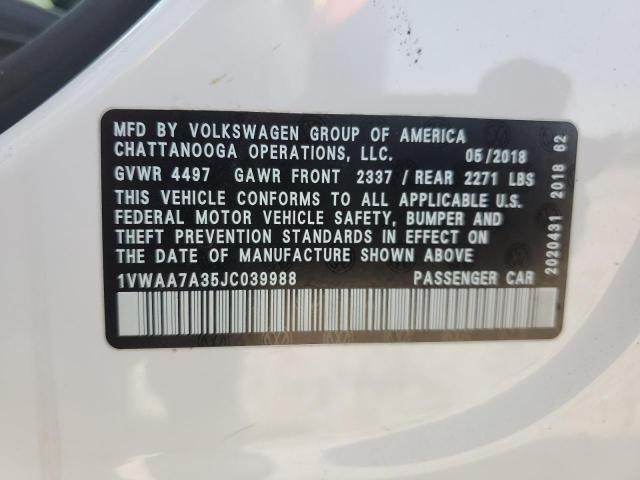 MFD BY VOLKSWAGEN GROUP OF AMERICA
CHATTANOOGA OPERATIONS, LLC. 05/2018
GVWR 4497 GAWR FRONT 2337 / REAR 2271 LBS
THIS VEHICLE CONFORMS TO ALL APPLICABLE U.S.
FEDERAL MOTOR VEHICLE SAFETY, BUMPER AND
THEFT PREVENTION STANDARDS IN EFFECT ON
THE DATE OF MANUFACTURE SHOWN ABOVE
1VWAA7A35JC039988 PASSENGER CAR
2020431 2018 62